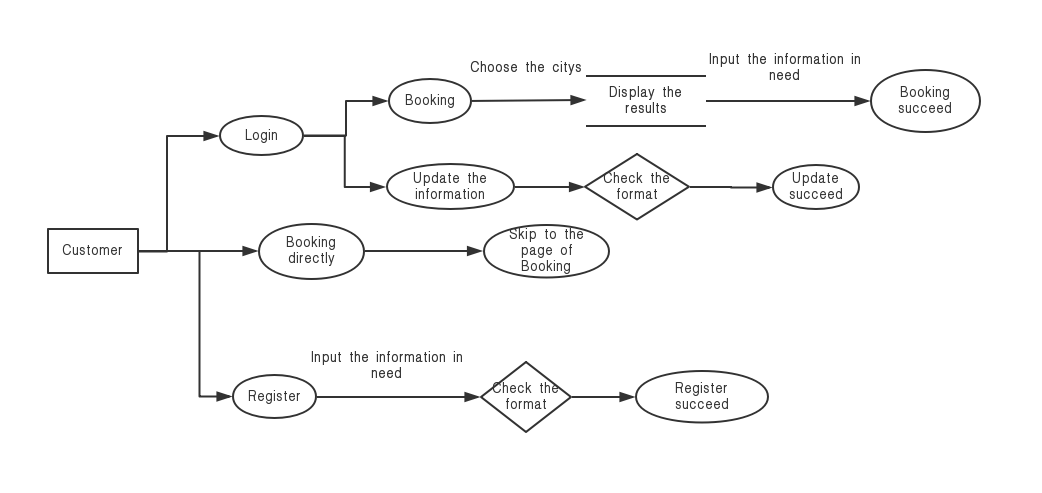 Input the information in
need
Choose the citys
Booking
Display the
results
Booking
succeed
Login
Update the
information
Check the
format
Update
succeed
Customer
Booking
directly
Skip to the
page of
Booking
Input the information in
need
Register
Check the
format
Register
succeed